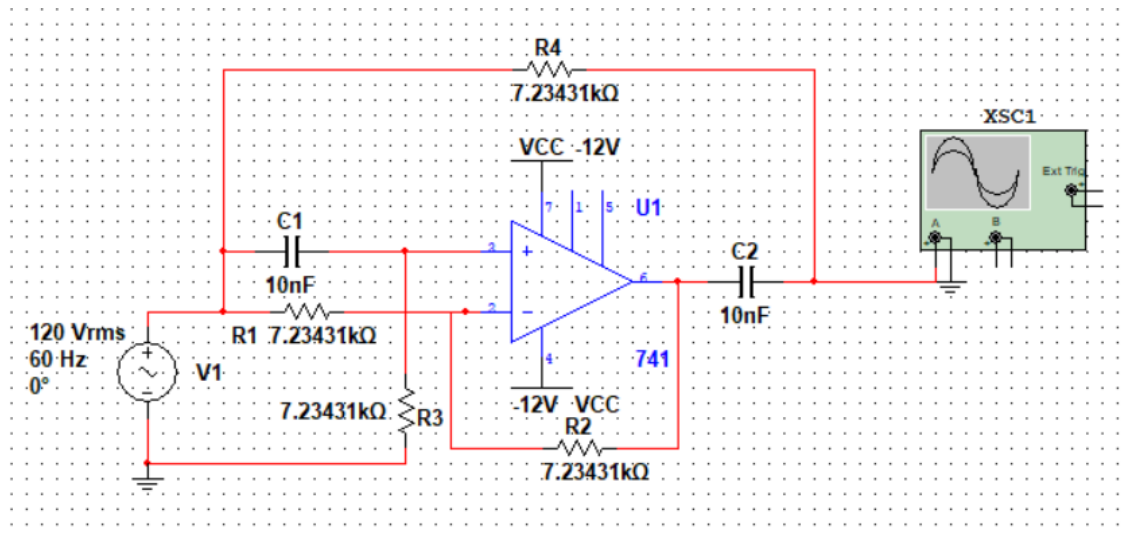 R4
7.23431kΩ
XSC1
VCC -12V
Ext Trig
7 1 5 U1
A B
C1
3 +
C2
10nF
6
2 -
10nF
120 Vrms
R1 7.23431kΩ
60 Hz
V1
4
741
0°
7.23431kΩ
R3
-12V VCC
R2
7.23431kΩ